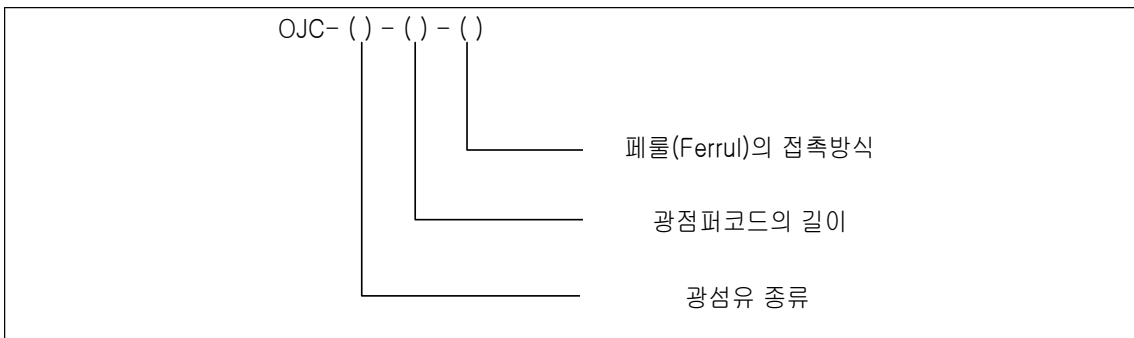 OJC- ( ) - ( ) - ( )
페룰(Ferrul)의 접촉방식
광점퍼코드의 길이
광섬유 종류